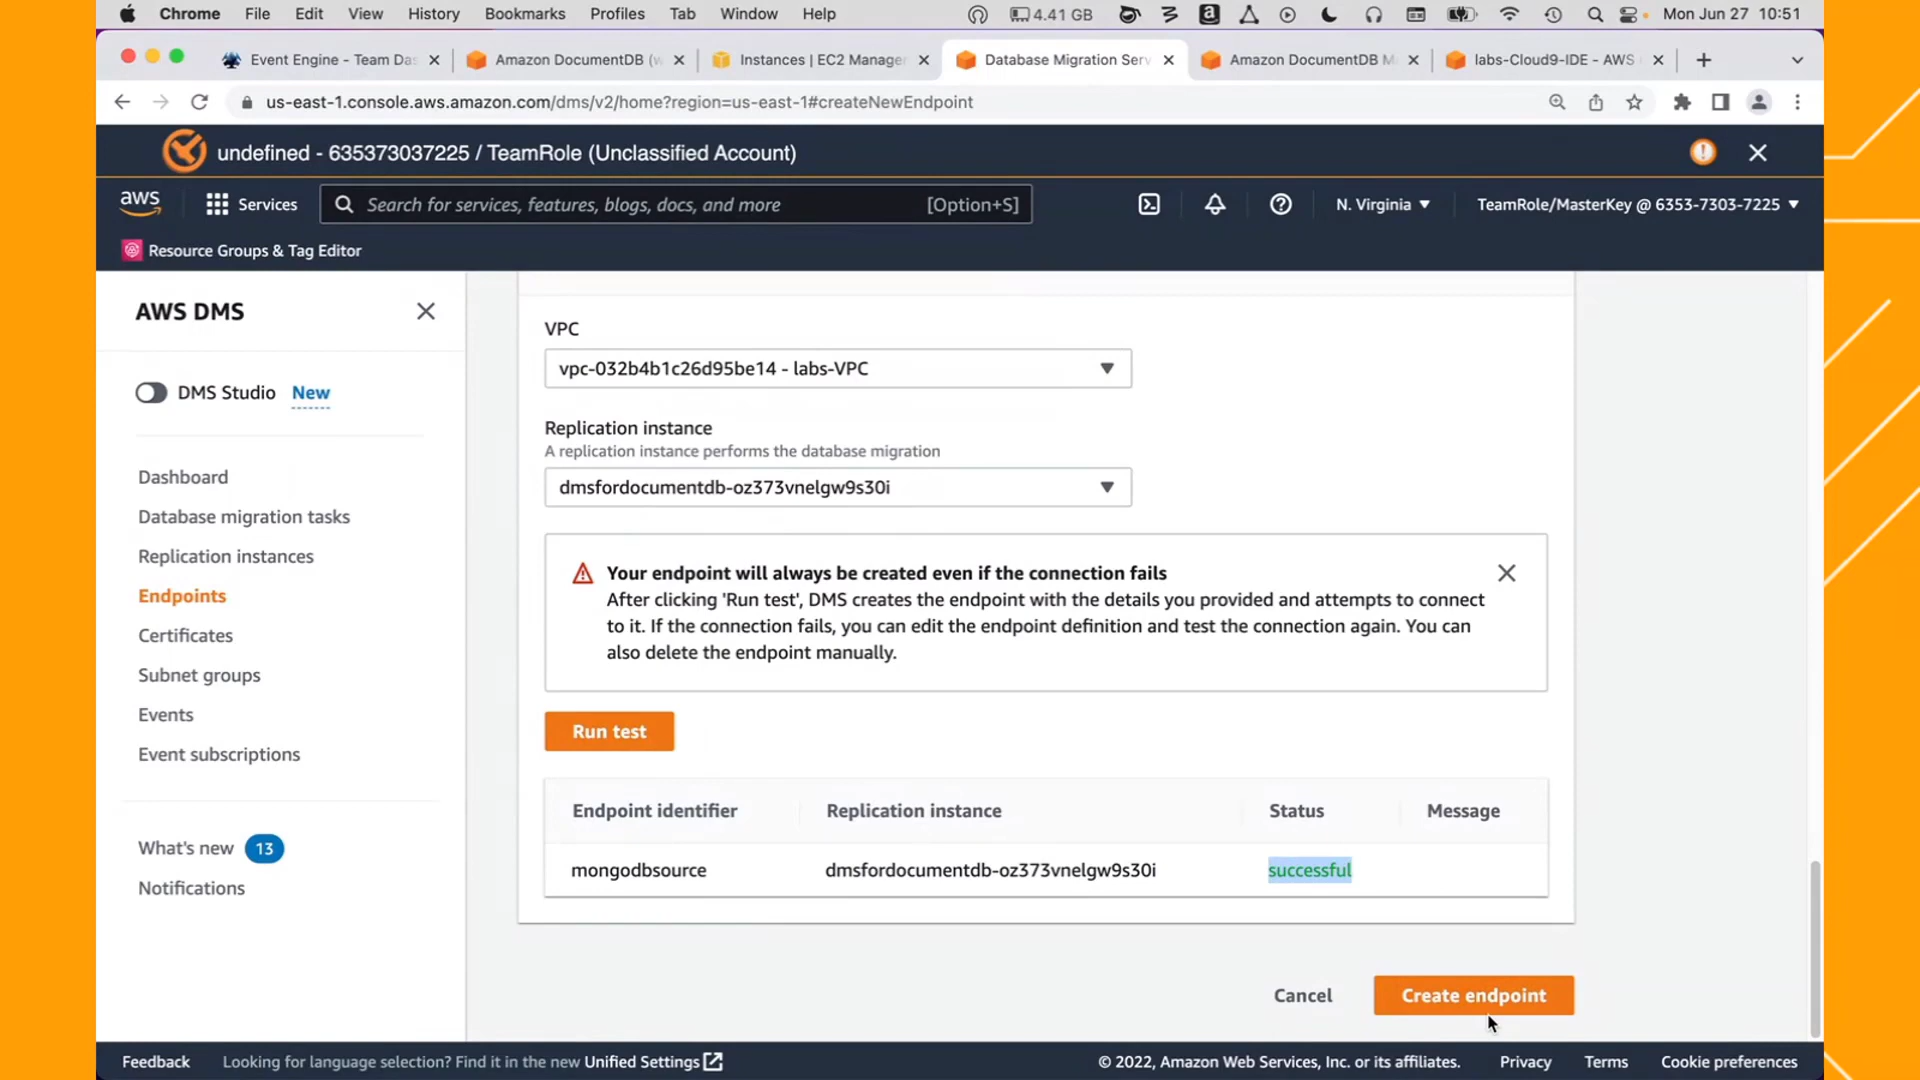 Chrome File Edit View History Bookmarks Profiles Tab Window Help 4.41 GB Mon Jun 27 10:51
Event Engine - Team Da Amazon DocumentDB (w Instances | EC2 Manage Database Migration Serv Amazon DocumentDB M labs-Cloud9-IDE - AWS
us-east-1.console.aws.amazon.com/dms/v2/home?region=us-east-1#createNewEndpoint
undefined - 635373037225 / TeamRole (Unclassified Account)
aws Services Search for services, features, blogs, docs, and more [Option+S] N. Virginia TeamRole/MasterKey @ 6353-7303-7225
Resource Groups & Tag Editor
AWS DMS
DMS Studio New
Dashboard
Database migration tasks
Replication instances
Endpoints
Certificates
Subnet groups
Events
Event subscriptions
What's new 13
Notifications
VPC
vpc-032b4b1c26d95be14 - labs-VPC
Replication instance
A replication instance performs the database migration
dmsfordocumentdb-oz373vnelgw9s30i
Your endpoint will always be created even if the connection fails
After clicking 'Run test', DMS creates the endpoint with the details you provided and attempts to connect
to it. If the connection fails, you can edit the endpoint definition and test the connection again. You can
also delete the endpoint manually.
Run test
Endpoint identifier Replication instance Status Message
mongodbsource dmsfordocumentdb-oz373vnelgw9s30i successful
Cancel Create endpoint
Feedback Looking for language selection? Find it in the new Unified Settings © 2022, Amazon Web Services, Inc. or its affiliates. Privacy Terms Cookie preferences